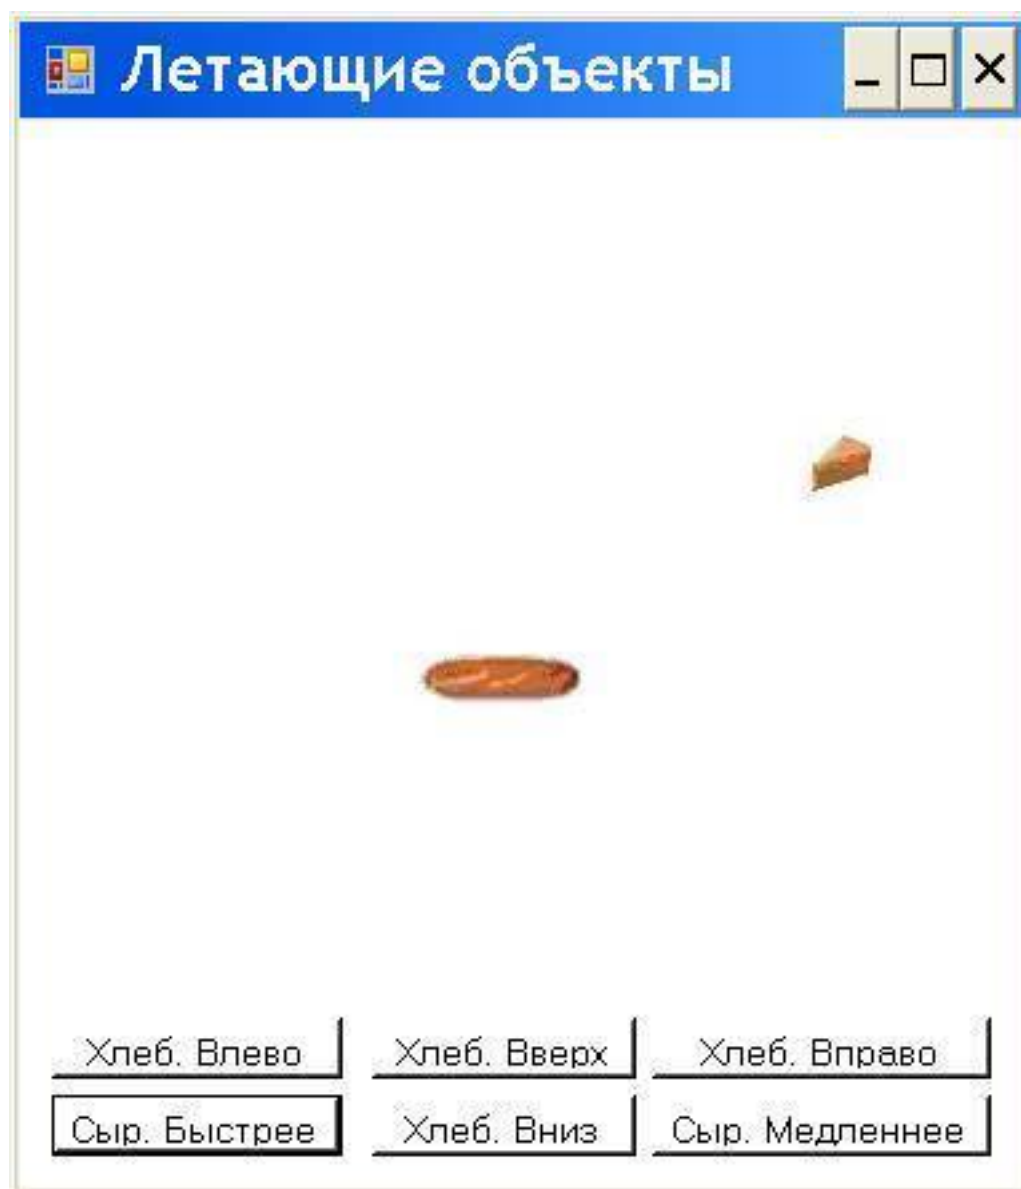 Летающие объекты
Хлеб. Влево
Хлеб. Вверх
Хлеб. Вправо
Сыр. Быстрее
Хлеб. Вниз
Сыр. Медленнее